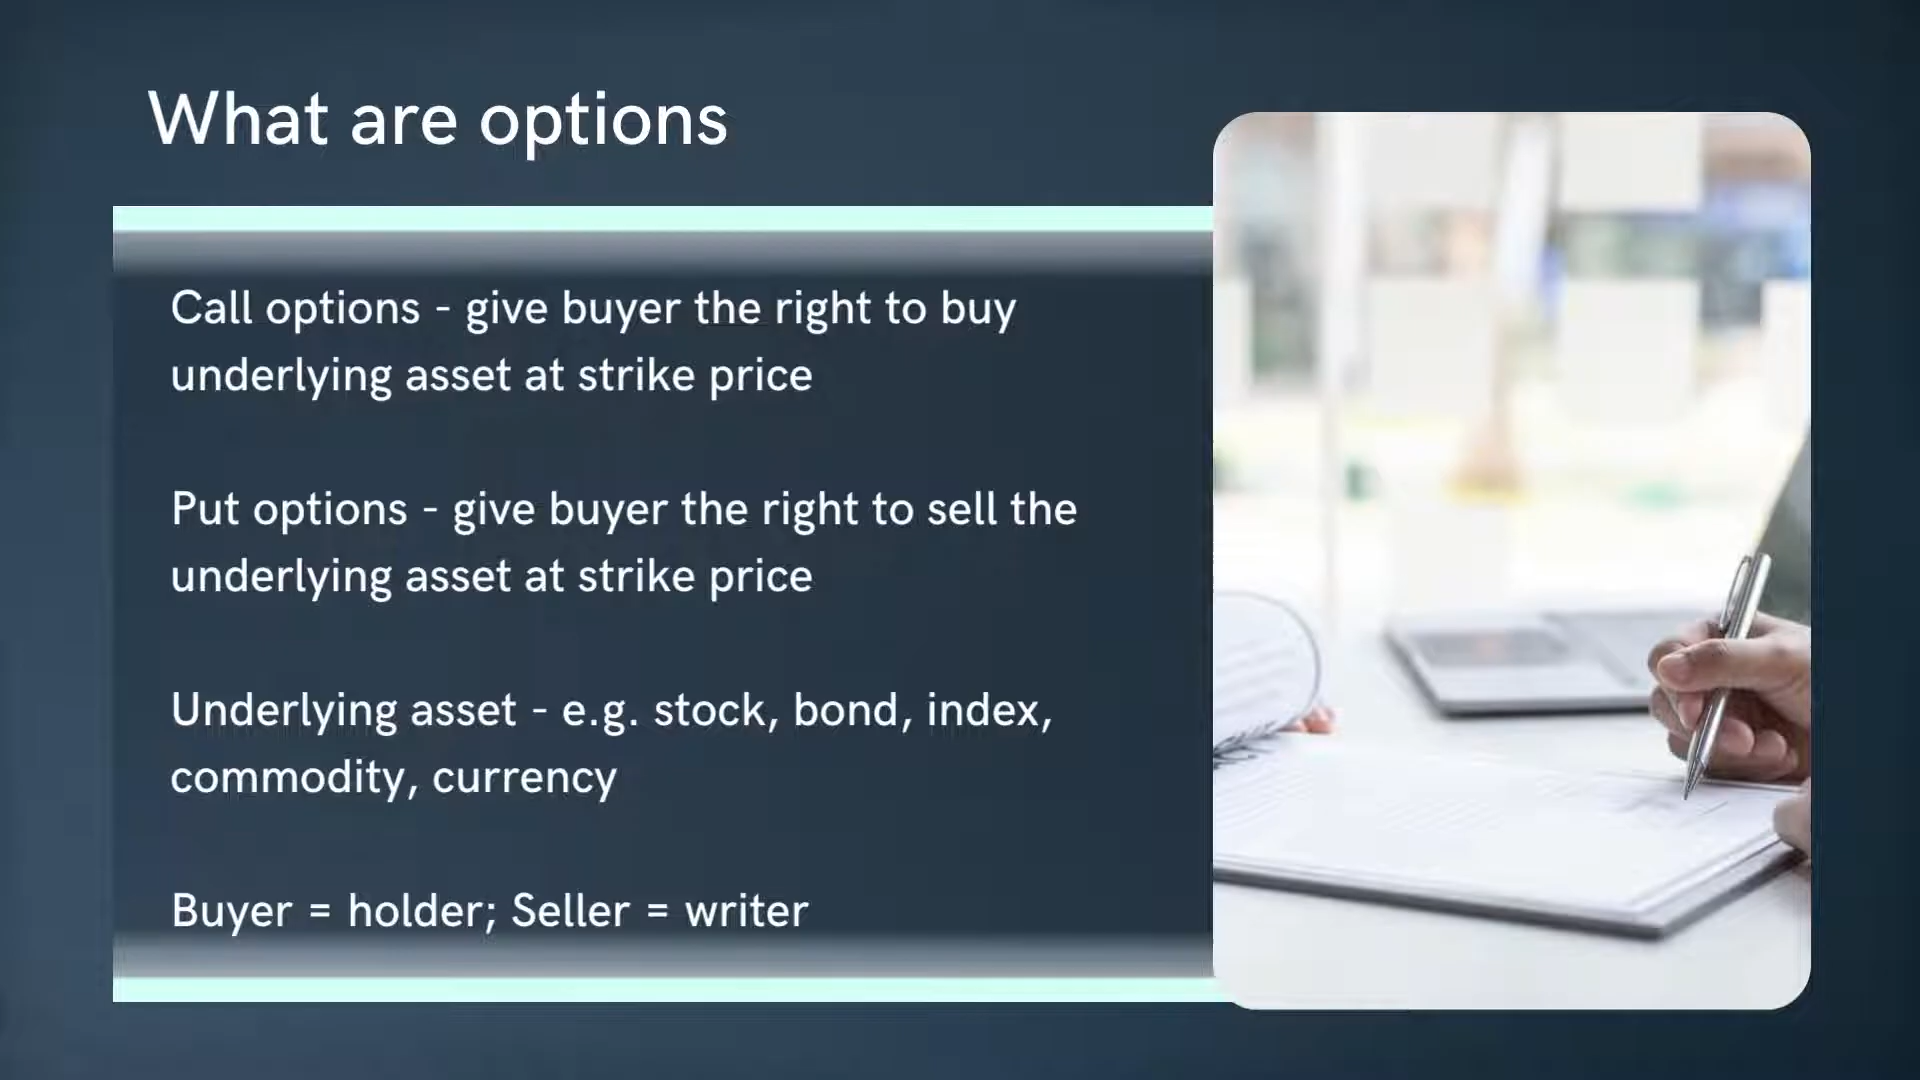 What are options
Call options - give buyer the right to buy
underlying asset at strike price
Put options - give buyer the right to sell the
underlying asset at strike price
Underlying asset - e.g. stock, bond, index,
commodity, currency
Buyer = holder; Seller = writer